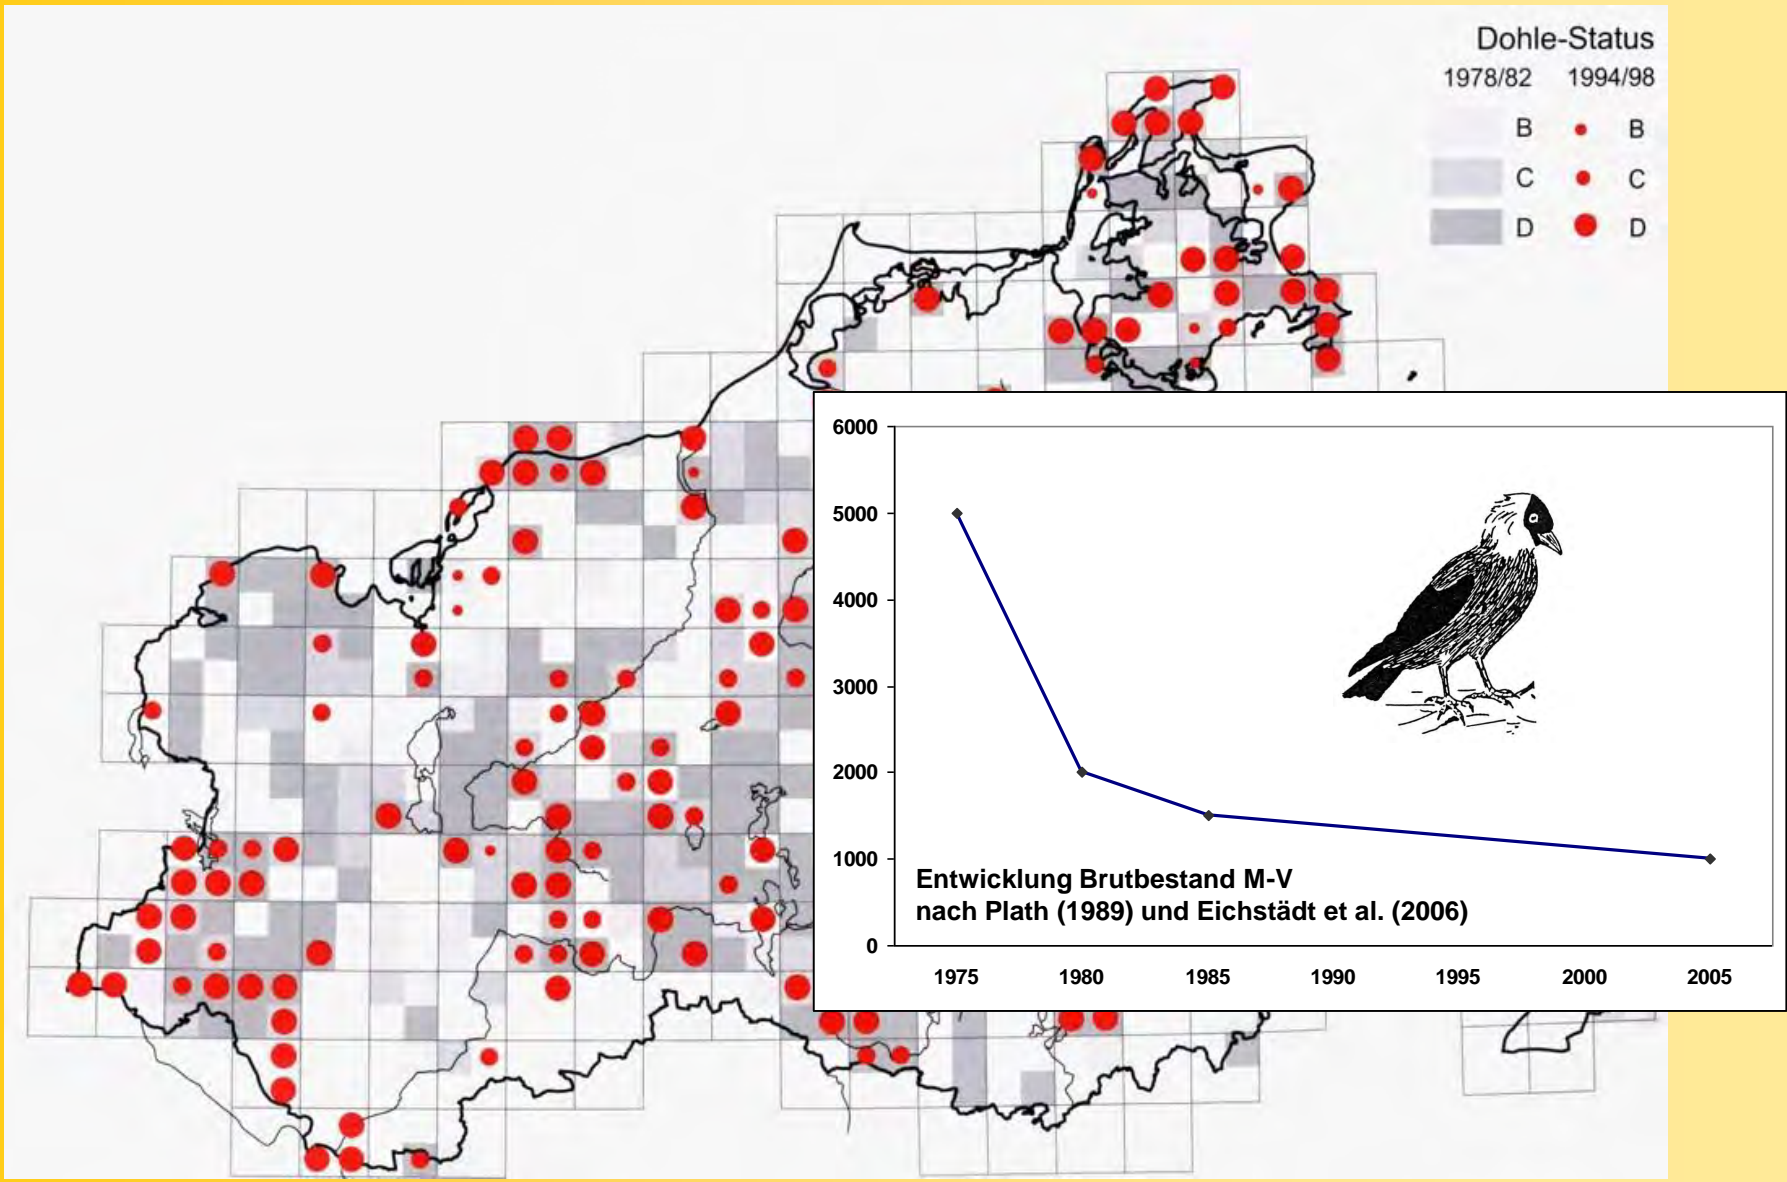 Dohle-Status
1978/82 1994/98
B B
C C
D D
6000
5000
4000
3000
2000
1000
0
Entwicklung Brutbestand M-V
nach Plath (1989) und Eichstädt et al. (2006)
1975 1980 1985 1990 1995 2000 2005